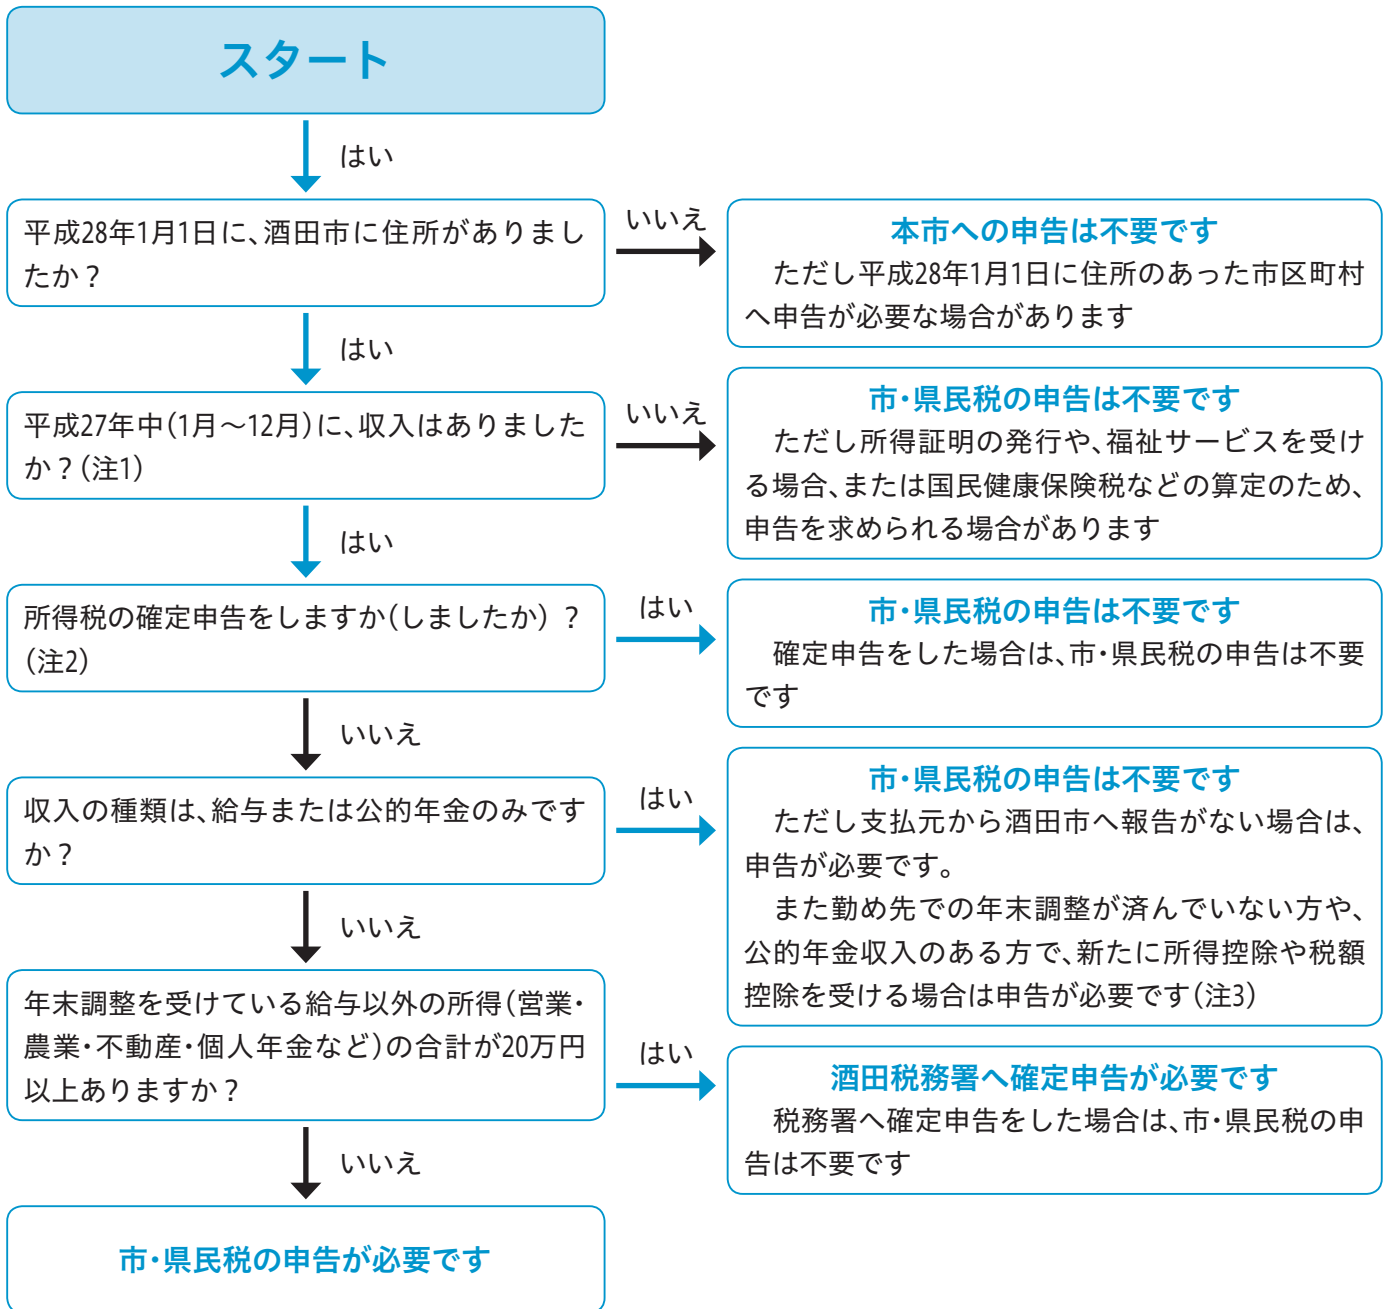 スタート
はい
平成28年1月1日に、酒田市に住所がありまし
たか？
いいえ
本市への申告は不要です
ただし平成28年1月1日に住所のあった市区町村
へ申告が必要な場合があります
はい
平成27年中（1月～12月）に、収入はありました
か？（注1）
いいえ
市・県民税の申告は不要です
ただし所得証明の発行や、福祉サービスを受け
る場合、または国民健康保険税などの算定のため、
申告を求められる場合があります
はい
所得税の確定申告をしますか（しましたか）？
（注2）
はい
市・県民税の申告は不要です
確定申告をした場合は、市・県民税の申告は不要
です
いいえ
収入の種類は、給与または公的年金のみです
か？
はい
市・県民税の申告は不要です
ただし支払元から酒田市へ報告がない場合は、
申告が必要です。
また勤め先での年末調整が済んでいない方や、
公的年金収入のある方で、新たに所得控除や税額
控除を受ける場合は申告が必要です（注3）
いいえ
年末調整を受けている給与以外の所得（営業・
農業・不動産・個人年金など）の合計が20万円
以上ありますか？
はい
酒田税務署へ確定申告が必要です
税務署へ確定申告をした場合は、市・県民税の申
告は不要です
いいえ
市・県民税の申告が必要です